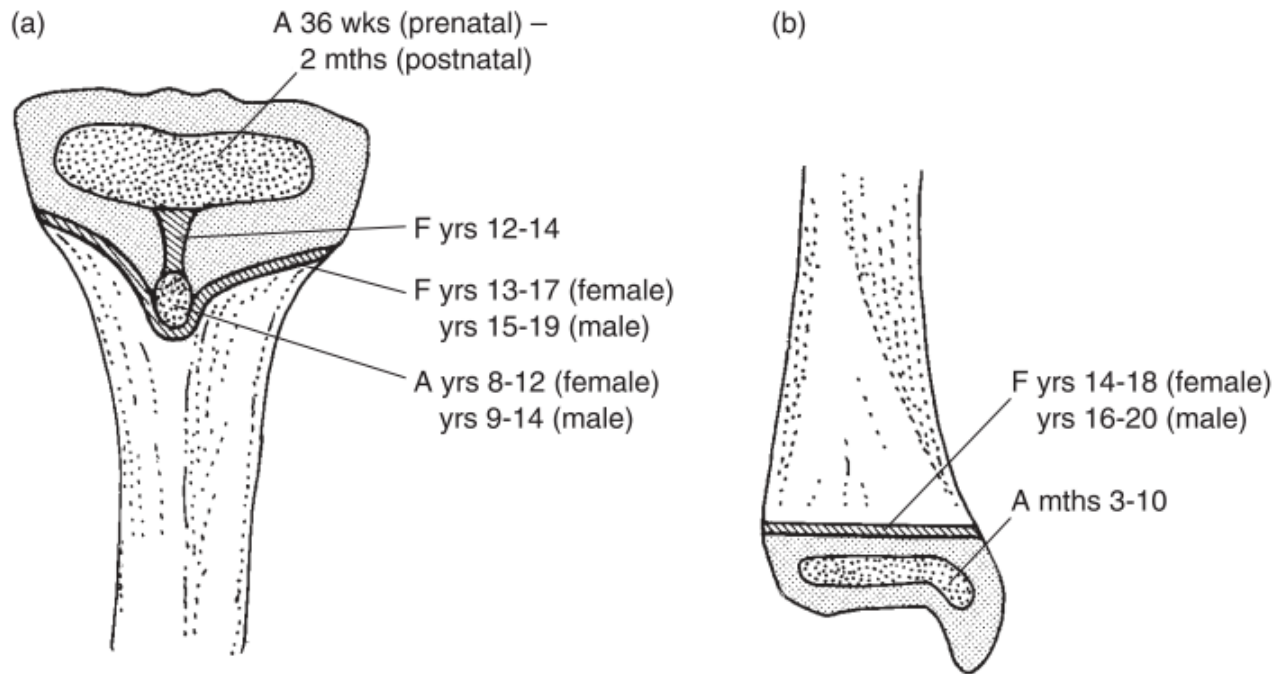 (a)
A 36 wks (prenatal) –
2 mths (postnatal)
F yrs 12-14
F yrs 13-17 (female)
yrs 15-19 (male)
A yrs 8-12 (female)
yrs 9-14 (male)
(b)
F yrs 14-18 (female)
yrs 16-20 (male)
A mths 3-10